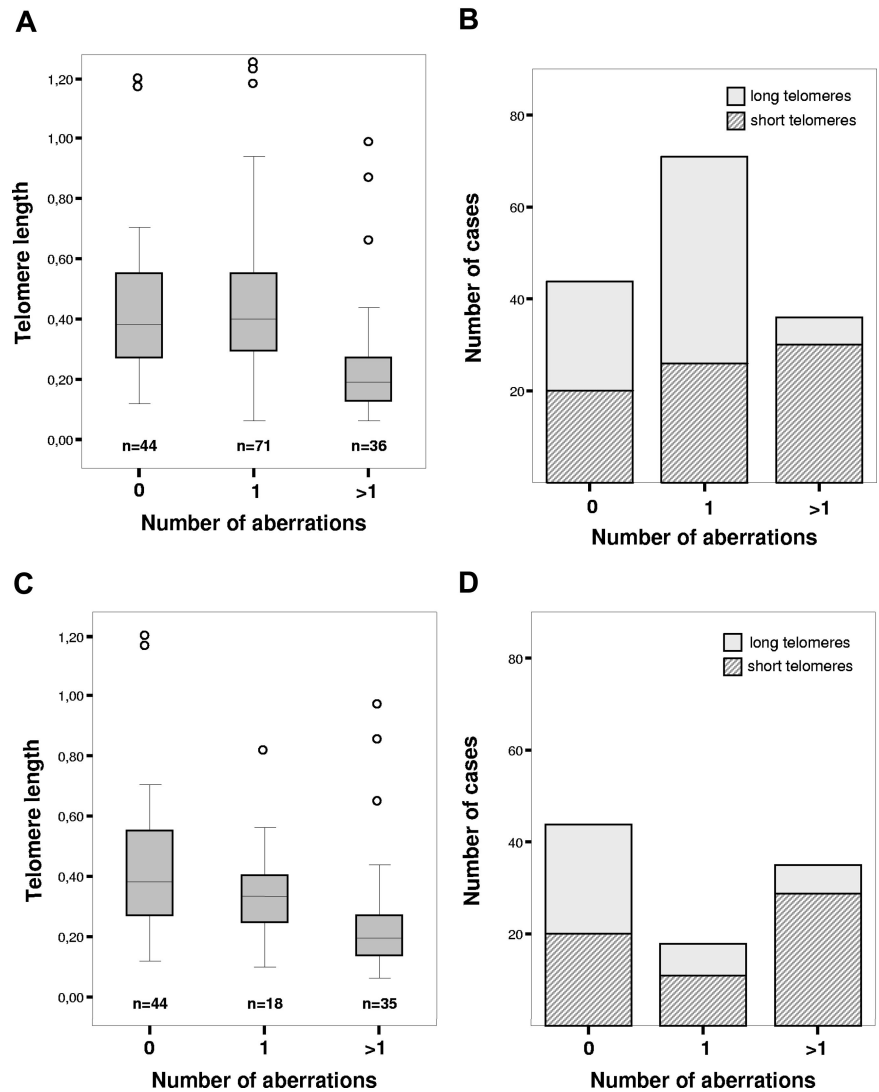 A
Telomere length
1,20
1,00
0,80
0,60
0,40
0,20
0,00
n=44 n=71 n=36
0 1 >1
Number of aberrations
B
Number of cases
80
60
40
20
long telomeres
short telomeres
0 1 >1
Number of aberrations
C
Telomere length
1,20
1,00
0,80
0,60
0,40
0,20
0,00
n=44 n=18 n=35
0 1 >1
Number of aberrations
D
Number of cases
80
60
40
20
long telomeres
short telomeres
0 1 >1
Number of aberrations